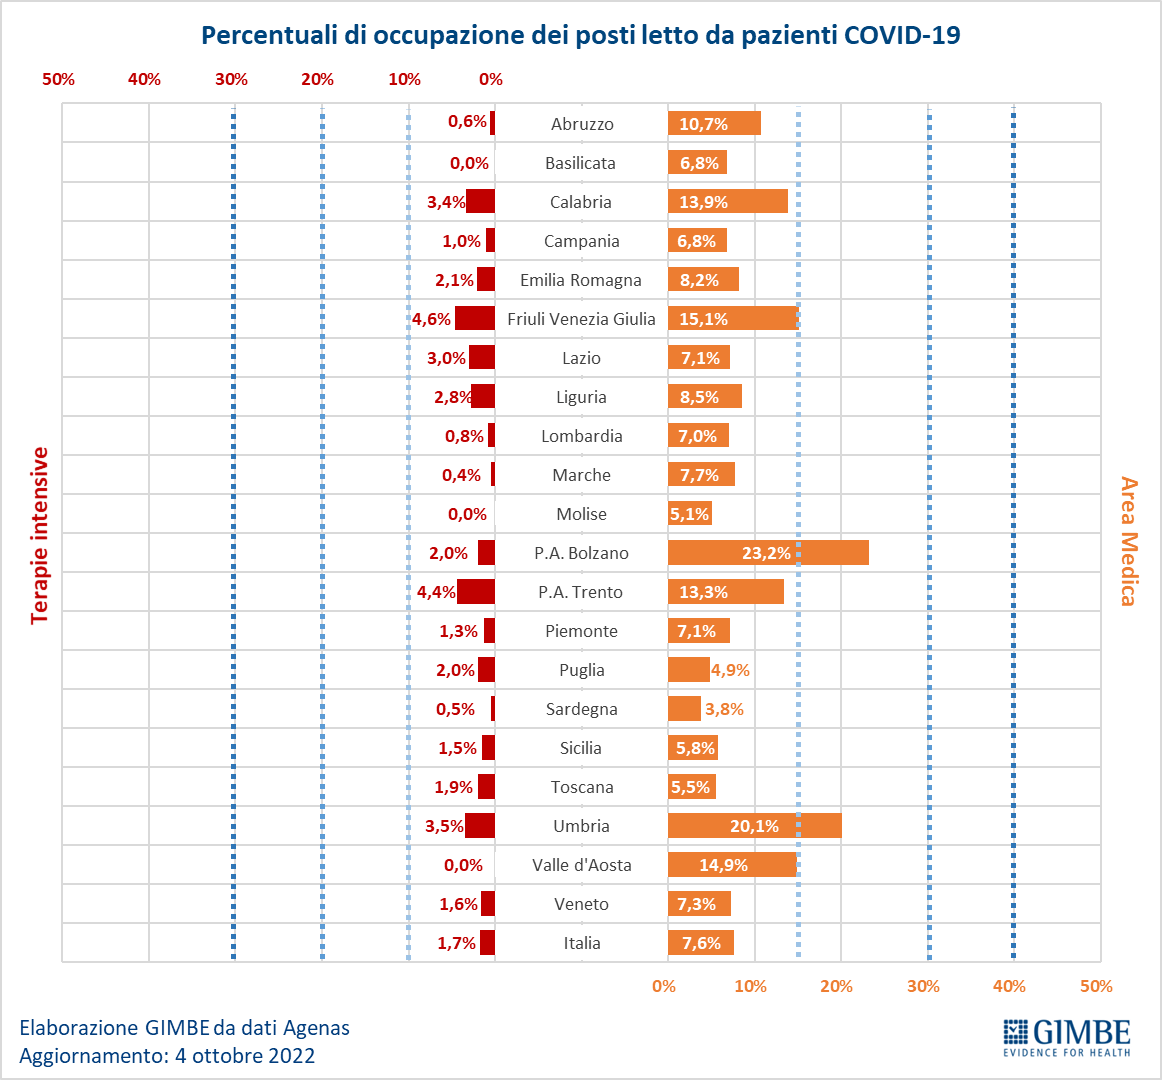 Percentuali di occupazione dei posti letto da pazienti COVID-19
50% 40% 30% 20% 10% 0%
0,6% Abruzzo 10,7%
0,0% Basilicata 6,8%
3,4% Calabria 13,9%
1,0% Campania 6,8%
2,1% Emilia Romagna 8,2%
4,6% Friuli Venezia Giulia 15,1%
3,0% Lazio 7,1%
2,8% Liguria 8,5%
0,8% Lombardia 7,0%
0,4% Marche 7,7%
0,0% Molise 5,1%
2,0% P.A. Bolzano 23,2%
4,4% P.A. Trento 13,3%
1,3% Piemonte 7,1%
2,0% Puglia 4,9%
0,5% Sardegna 3,8%
1,5% Sicilia 5,8%
1,9% Toscana 5,5%
3,5% Umbria 20,1%
0,0% Valle d'Aosta 14,9%
1,6% Veneto 7,3%
1,7% Italia 7,6%
Terapie intensive
Area Medica
0% 10% 20% 30% 40% 50%
Elaborazione GIMBE da dati Agenas
Aggiornamento: 4 ottobre 2022
GIMBE
EVIDENCE FOR HEALTH